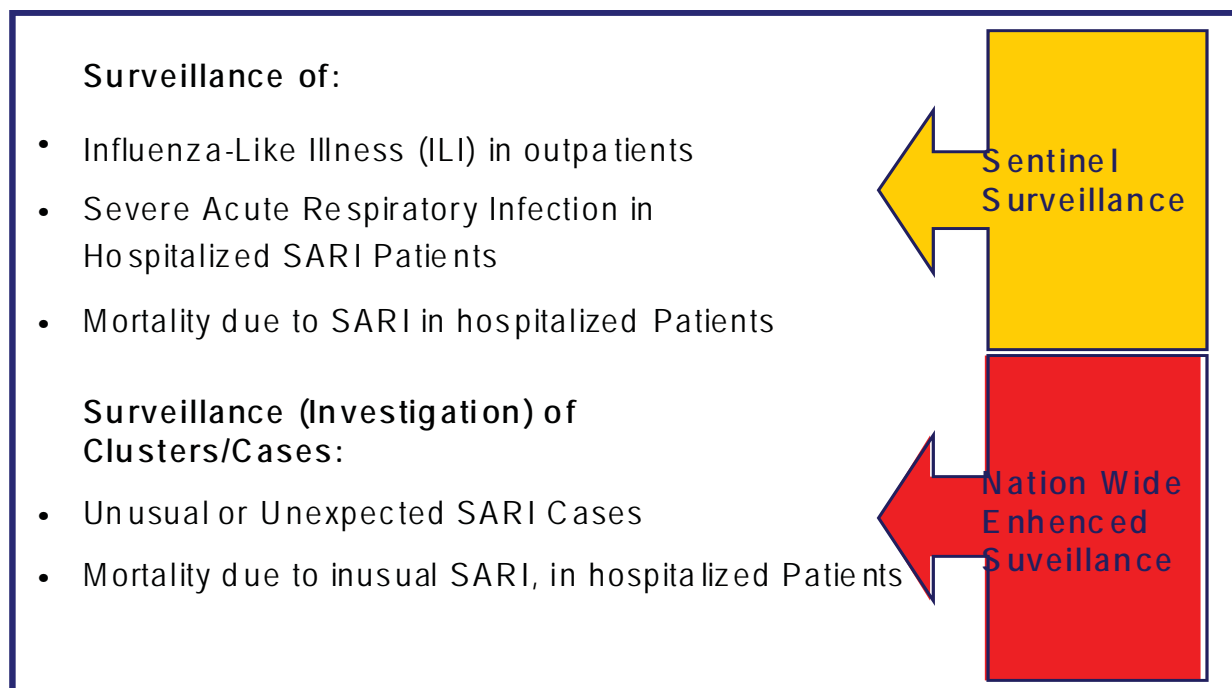 Surveillance of:
• Influenza-Like Illness (ILI) in outpatients
• Severe Acute Respiratory Infection in
Hospitalized SARI Patients
• Mortality due to SARI in hospitalized Patients
Sentinel
Surveillance
Surveillance (Investigation) of
Clusters/Cases:
• Unusual or Unexpected SARI Cases
• Mortality due to inusual SARI, in hospitalized Patients
Nation Wide
Enhenced
Suveillance